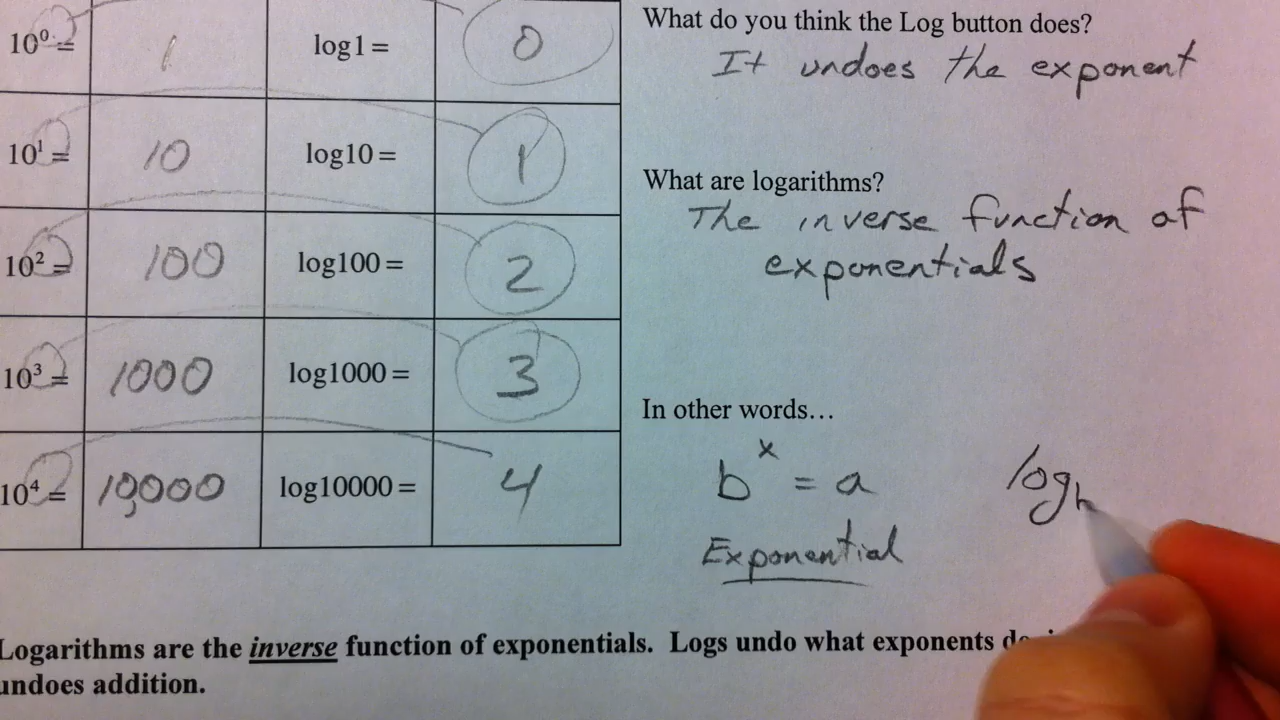 10⁰ = 1 log1 = 0
10¹ = 10 log10 = 1
10² = 100 log100 = 2
10³ = 1000 log1000 = 3
10⁴ = 10,000 log10000 = 4
What do you think the Log button does?
It undoes the exponent
What are logarithms?
The inverse function of
exponentials
In other words…
bˣ = a log
Exponential
Logarithms are the inverse function of exponentials. Logs undo what exponents
undoes addition.